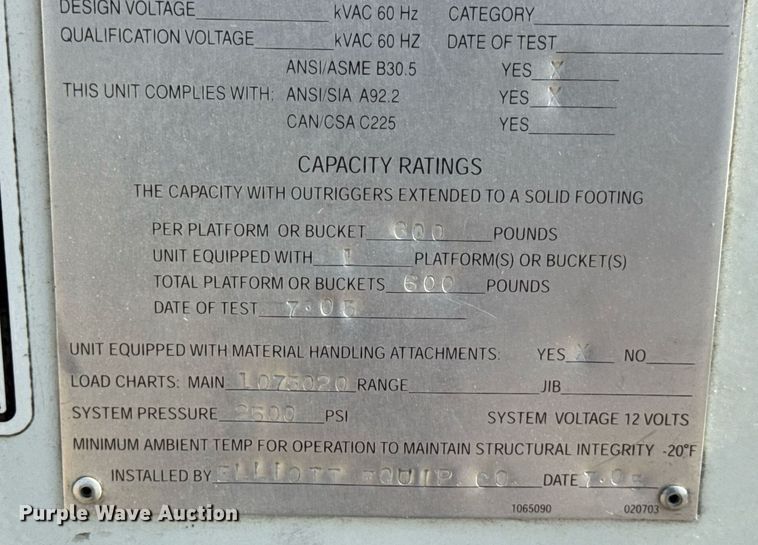 DESIGN VOLTAGE kVAC 60 Hz CATEGORY
QUALIFICATION VOLTAGE kVAC 60 HZ DATE OF TEST
ANSI/ASME B30.5 YES X
THIS UNIT COMPLIES WITH: ANSI/SIA A92.2 YES X
CAN/CSA C225 YES
CAPACITY RATINGS
THE CAPACITY WITH OUTRIGGERS EXTENDED TO A SOLID FOOTING
PER PLATFORM OR BUCKET 600 POUNDS
UNIT EQUIPPED WITH 1 PLATFORM(S) OR BUCKET(S)
TOTAL PLATFORM OR BUCKETS 600 POUNDS
DATE OF TEST 7.05
UNIT EQUIPPED WITH MATERIAL HANDLING ATTACHMENTS: YES X NO
LOAD CHARTS: MAIN 1075020 RANGE JIB
SYSTEM PRESSURE 2500 PSI SYSTEM VOLTAGE 12 VOLTS
MINIMUM AMBIENT TEMP FOR OPERATION TO MAINTAIN STRUCTURAL INTEGRITY -20°F
INSTALLED BY ELLIOTT EQUIP. CO. DATE 7.05
1065090 020703
Purple Wave Auction